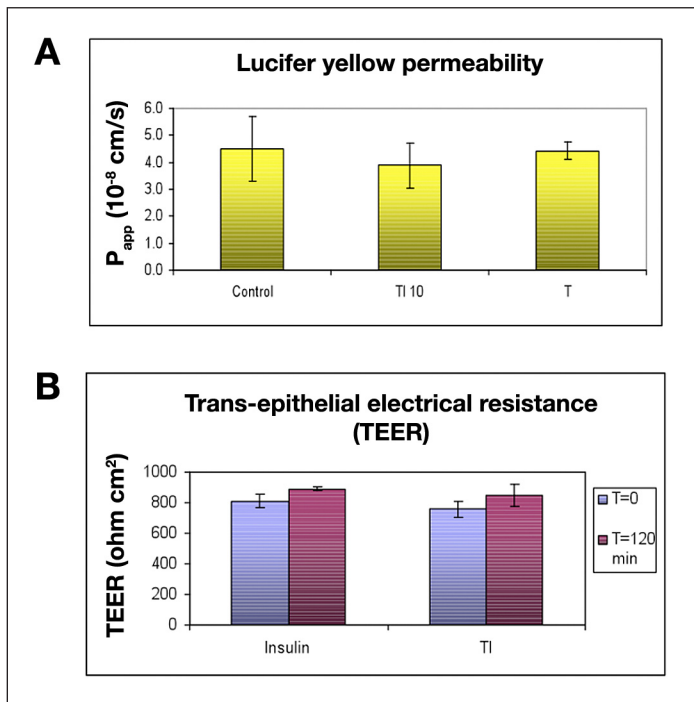 A
Lucifer yellow permeability
P_app (10⁻⁸ cm/s)
6.0
5.0
4.0
3.0
2.0
1.0
0.0
Control
TI 10
T
B
Trans-epithelial electrical resistance
(TEER)
TEER (ohm cm²)
1000
800
600
400
200
0
Insulin
TI
T=0
T=120
min